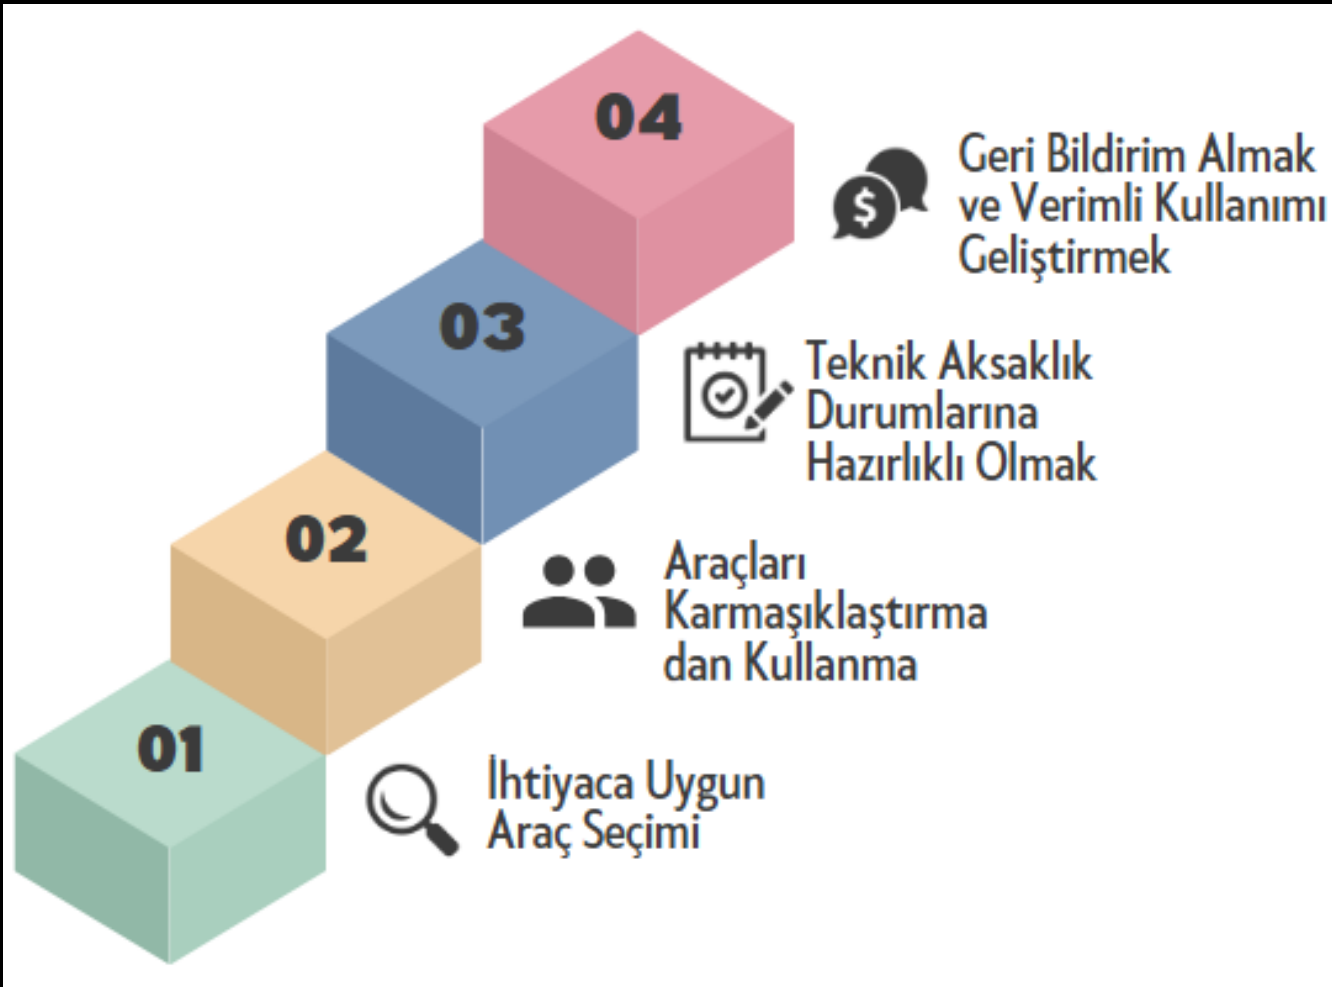 04
Geri Bildirim Almak
ve Verimli Kullanımı
Geliştirmek
$
03
Teknik Aksaklık
Durumlarına
Hazırlıklı Olmak
02
Araçları
Karmaşıklaştırma
dan Kullanma
01
İhtiyaca Uygun
Araç Seçimi